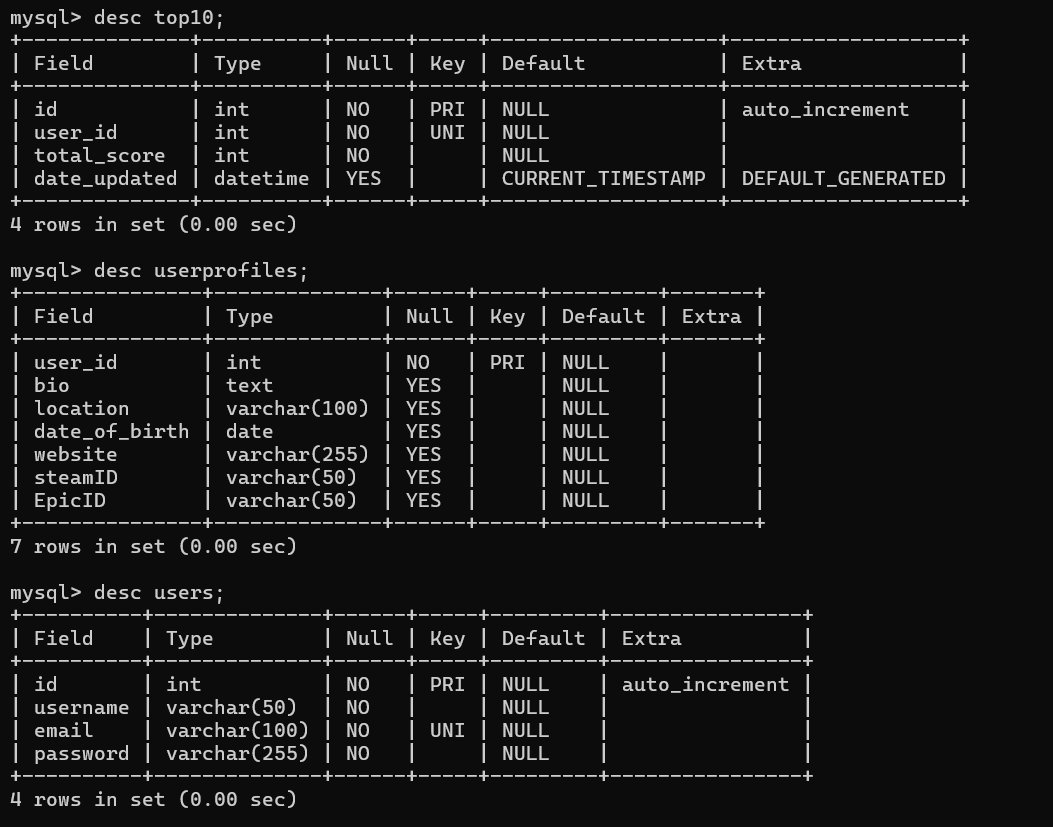 mysql> desc top10;
+--------------+----------+------+-----+-------------------+-------------------+
| Field        | Type     | Null | Key | Default           | Extra             |
+--------------+----------+------+-----+-------------------+-------------------+
| id           | int      | NO   | PRI | NULL              | auto_increment    |
| user_id      | int      | NO   | UNI | NULL              |                   |
| total_score  | int      | NO   |     | NULL              |                   |
| date_updated | datetime | YES  |     | CURRENT_TIMESTAMP | DEFAULT_GENERATED |
+--------------+----------+------+-----+-------------------+-------------------+
4 rows in set (0.00 sec)

mysql> desc userprofiles;
+---------------+--------------+------+-----+---------+-------+
| Field         | Type         | Null | Key | Default | Extra |
+---------------+--------------+------+-----+---------+-------+
| user_id       | int          | NO   | PRI | NULL    |       |
| bio           | text         | YES  |     | NULL    |       |
| location      | varchar(100) | YES  |     | NULL    |       |
| date_of_birth | date         | YES  |     | NULL    |       |
| website       | varchar(255) | YES  |     | NULL    |       |
| steamID       | varchar(50)  | YES  |     | NULL    |       |
| EpicID        | varchar(50)  | YES  |     | NULL    |       |
+---------------+--------------+------+-----+---------+-------+
7 rows in set (0.00 sec)

mysql> desc users;
+----------+--------------+------+-----+---------+----------------+
| Field    | Type         | Null | Key | Default | Extra          |
+----------+--------------+------+-----+---------+----------------+
| id       | int          | NO   | PRI | NULL    | auto_increment |
| username | varchar(50)  | NO   |     | NULL    |                |
| email    | varchar(100) | NO   | UNI | NULL    |                |
| password | varchar(255) | NO   |     | NULL    |                |
+----------+--------------+------+-----+---------+----------------+
4 rows in set (0.00 sec)